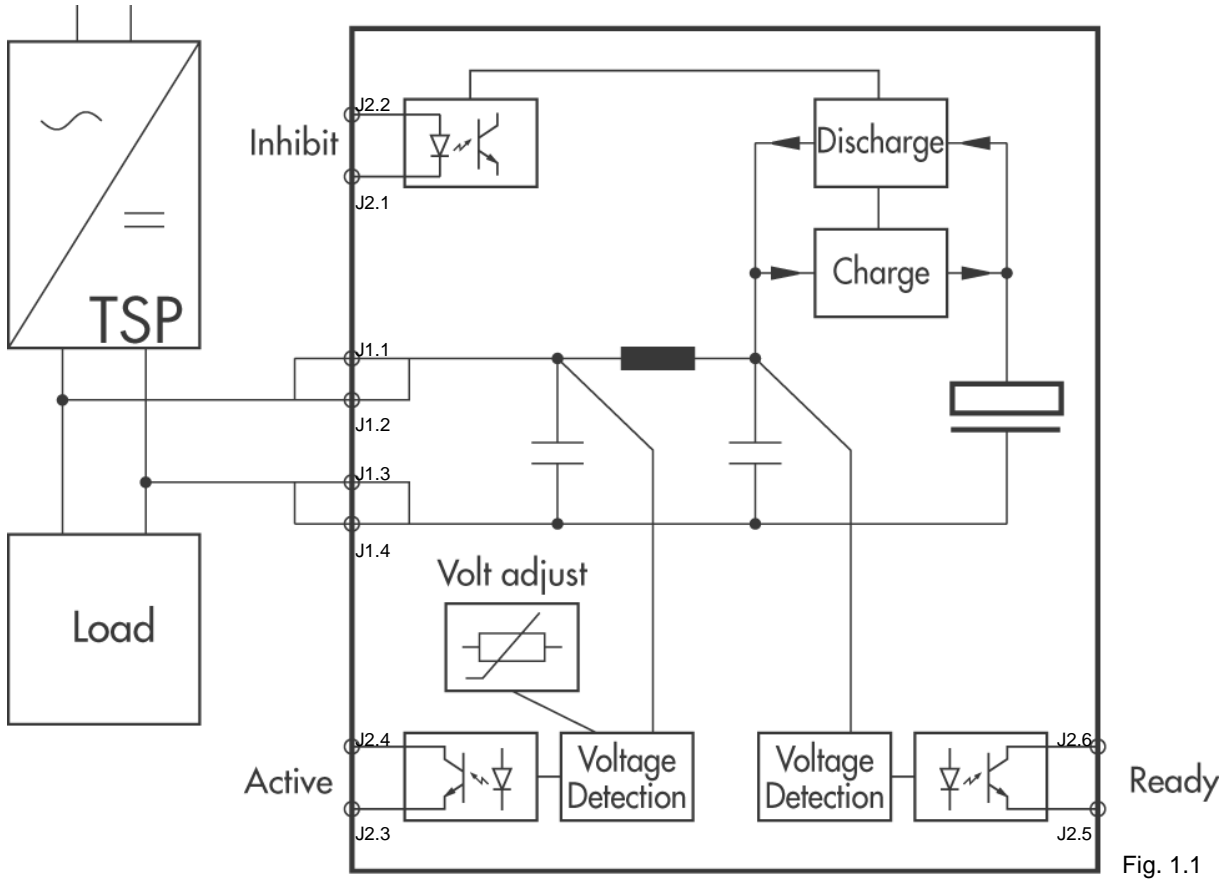 J2.2
Inhibit
J2.1
Discharge
Charge
TSP
J1.1
J1.2
J1.3
J1.4
Load
Volt adjust
J2.4
Active
J2.3
Voltage
Detection
Voltage
Detection
J2.6
Ready
J2.5
Fig. 1.1